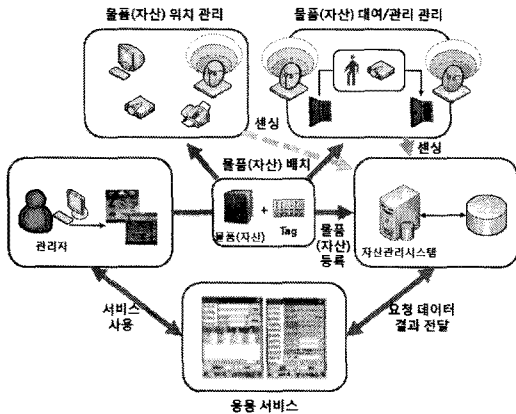 물품(자산) 위치 관리
물품(자산) 대여/관리 관리
센싱
센싱
물품(자산) 배치
관리자
물품(자산)
+
Tag
물품
(자산)
등록
자산관리시스템
서비스
사용
요청 데이터
결과 전달
응용 서비스